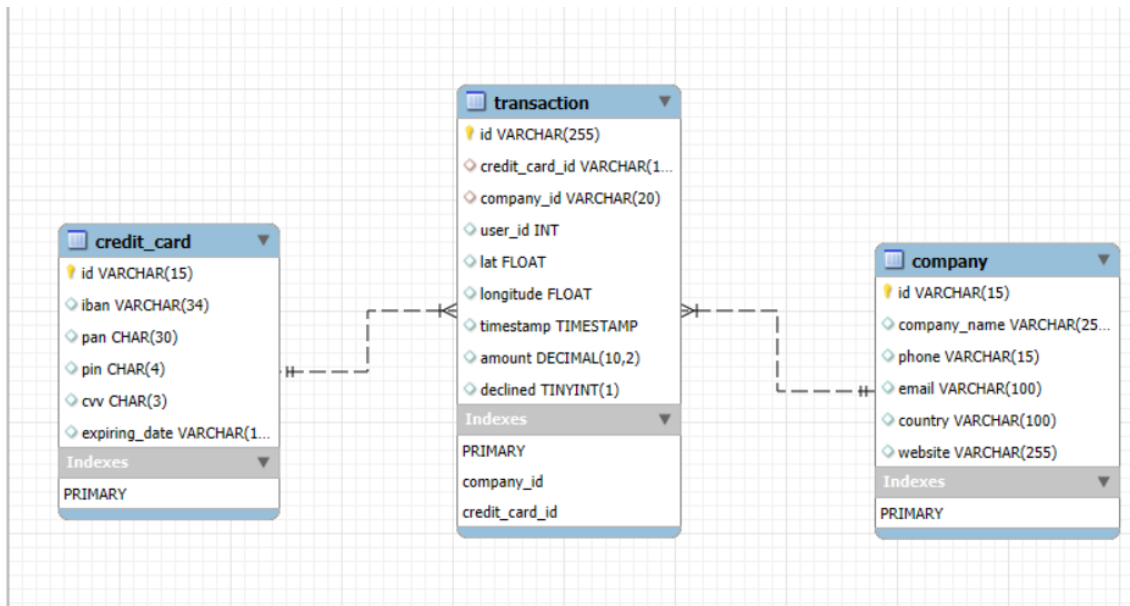 credit_card
id VARCHAR(15)
iban VARCHAR(34)
pan CHAR(30)
pin CHAR(4)
cvv CHAR(3)
expiring_date VARCHAR(1...
Indexes
PRIMARY
transaction
id VARCHAR(255)
credit_card_id VARCHAR(1...
company_id VARCHAR(20)
user_id INT
lat FLOAT
longitude FLOAT
timestamp TIMESTAMP
amount DECIMAL(10,2)
declined TINYINT(1)
Indexes
PRIMARY
company_id
credit_card_id
company
id VARCHAR(15)
company_name VARCHAR(25...
phone VARCHAR(15)
email VARCHAR(100)
country VARCHAR(100)
website VARCHAR(255)
Indexes
PRIMARY